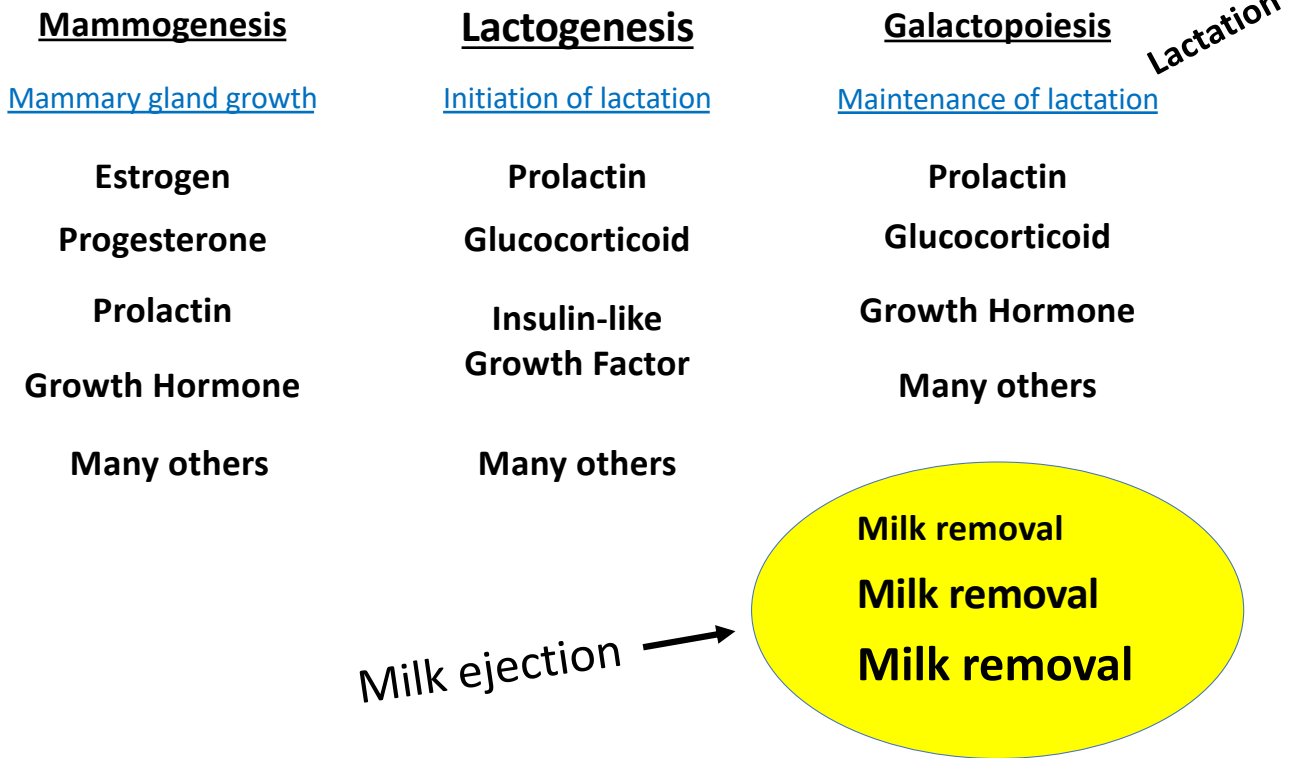 Mammogenesis
Mammary gland growth
Estrogen
Progesterone
Prolactin
Growth Hormone
Many others
Lactogenesis
Initiation of lactation
Prolactin
Glucocorticoid
Insulin-like
Growth Factor
Many others
Galactopoiesis
Maintenance of lactation
Prolactin
Glucocorticoid
Growth Hormone
Many others
Lactation
Milk ejection
Milk removal
Milk removal
Milk removal